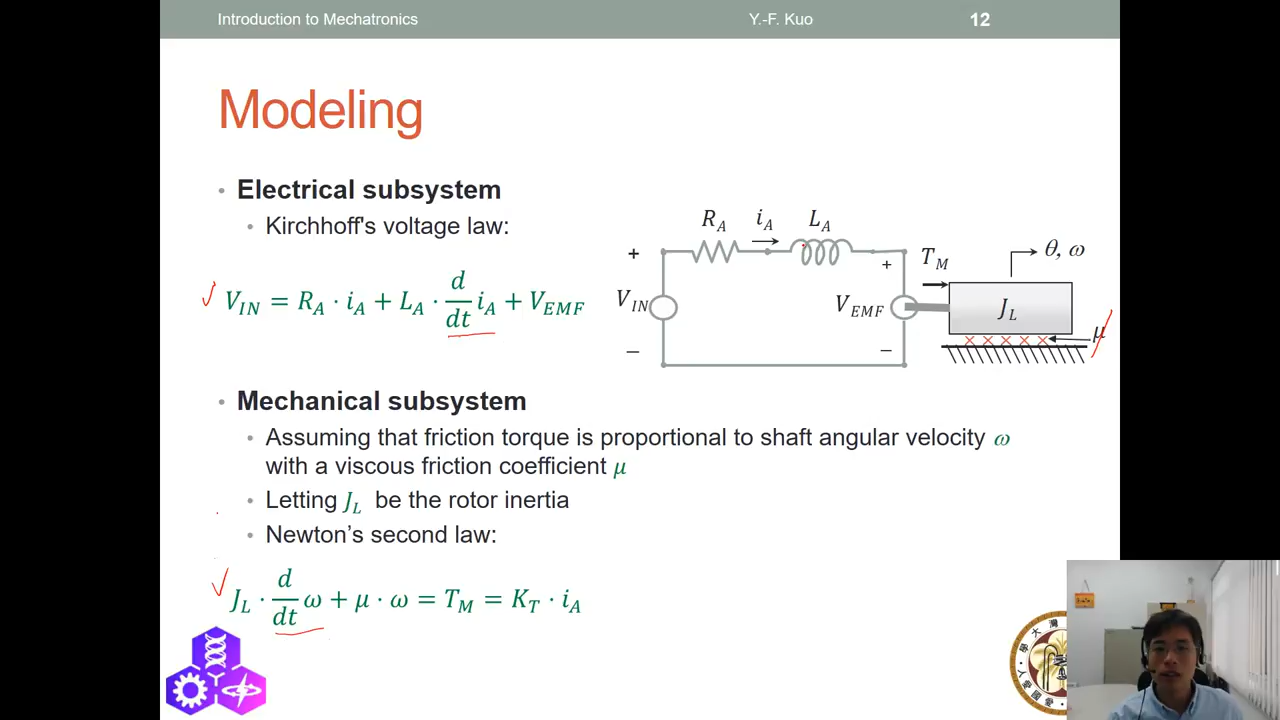 Introduction to Mechatronics Y.-F. Kuo 12
Modeling
• Electrical subsystem
• Kirchhoff's voltage law:
V_IN = R_A · i_A + L_A · d/dt i_A + V_EMF
R_A i_A L_A
+ + T_M θ, ω
V_IN V_EMF J_L μ
− −
• Mechanical subsystem
• Assuming that friction torque is proportional to shaft angular velocity ω
with a viscous friction coefficient μ
• Letting J_L be the rotor inertia
• Newton’s second law:
J_L · d/dt ω + μ · ω = T_M = K_T · i_A